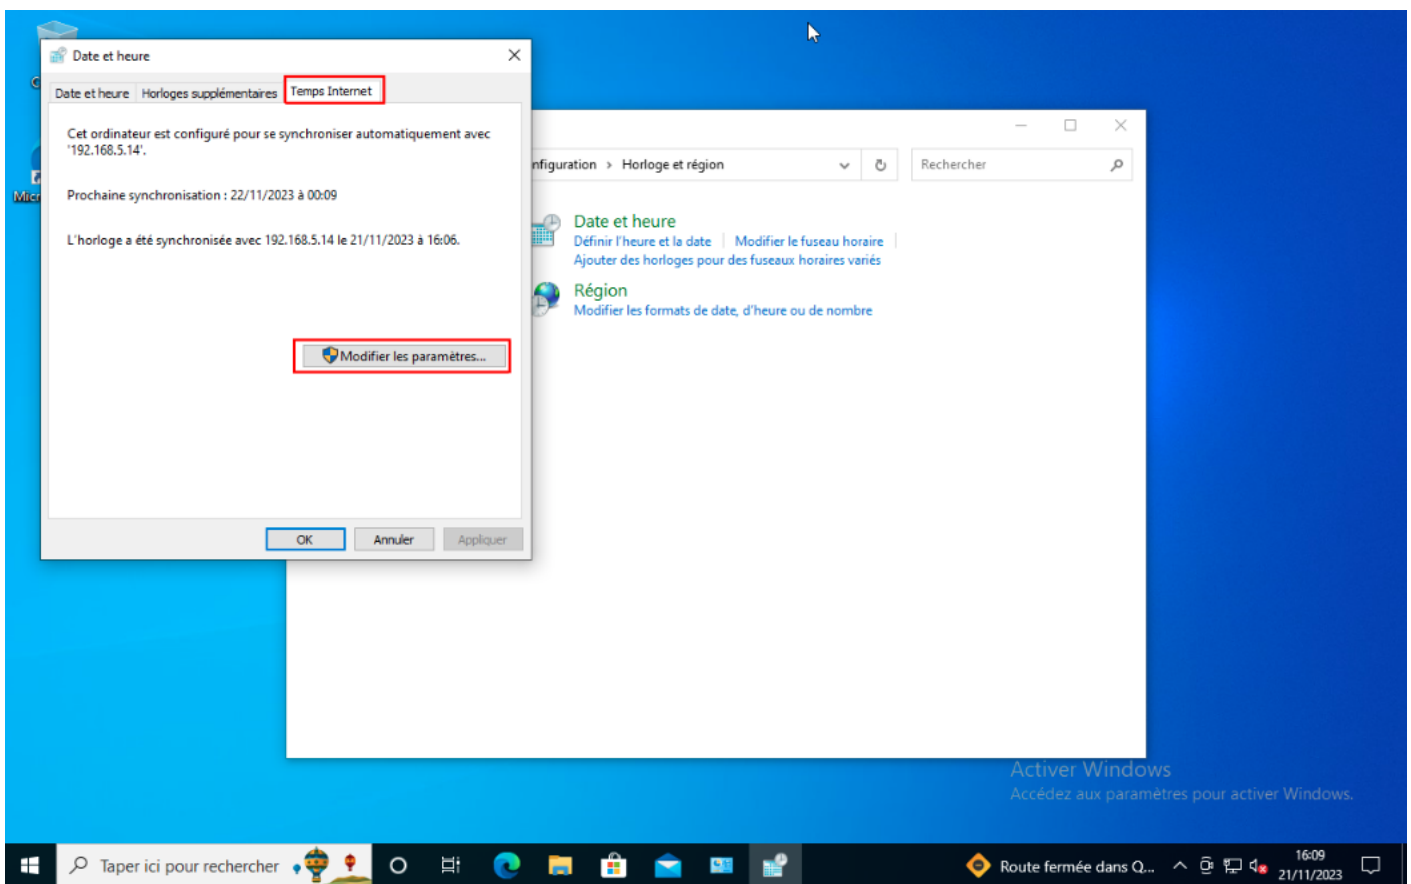 Date et heure
Date et heure
Horloges supplémentaires
Temps Internet
Cet ordinateur est configuré pour se synchroniser automatiquement avec
'192.168.5.14'.
Prochaine synchronisation : 22/11/2023 à 00:09
L'horloge a été synchronisée avec 192.168.5.14 le 21/11/2023 à 16:06.
Modifier les paramètres...
OK
Annuler
Appliquer
Horloge et région
Rechercher
Date et heure
Définir l'heure et la date
Modifier le fuseau horaire
Ajouter des horloges pour des fuseaux horaires variés
Région
Modifier les formats de date, d'heure ou de nombre
Activer Windows
Accédez aux paramètres pour activer Windows.
Taper ici pour rechercher
Route fermée dans Q...
16:09
21/11/2023